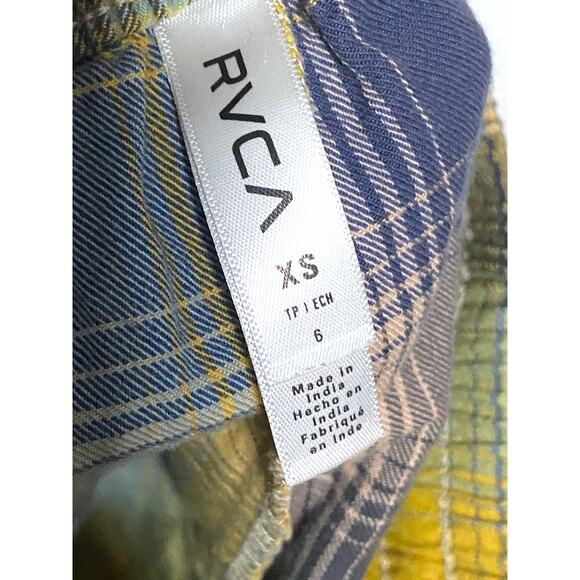 RVCA
XS
TP | ECH
6
Made in
India
Hecho en
India
Fabriqué
en Inde